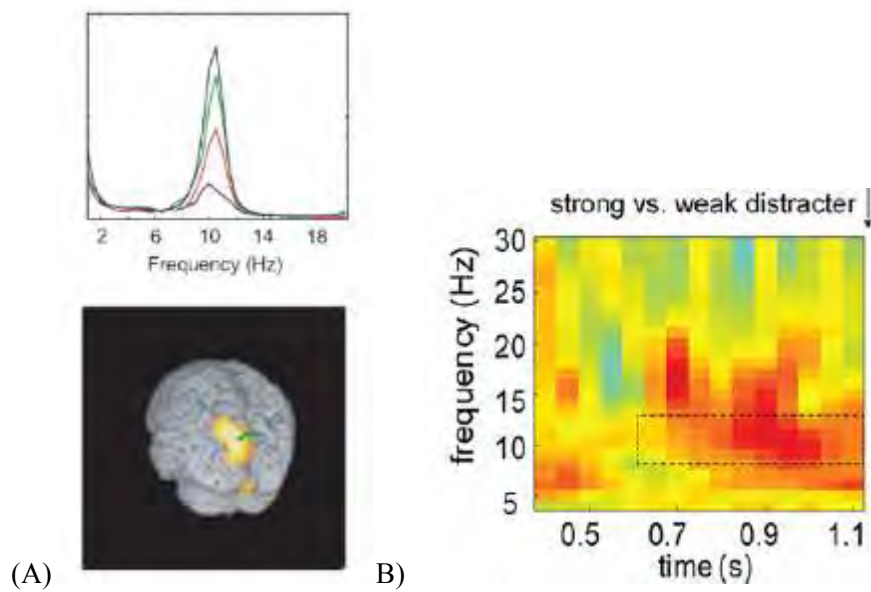 2 6 10 14 18
Frequency (Hz)
(A)
strong vs. weak distracter
frequency (Hz)
30
25
20
15
10
5
0.5 0.7 0.9 1.1
time (s)
B)